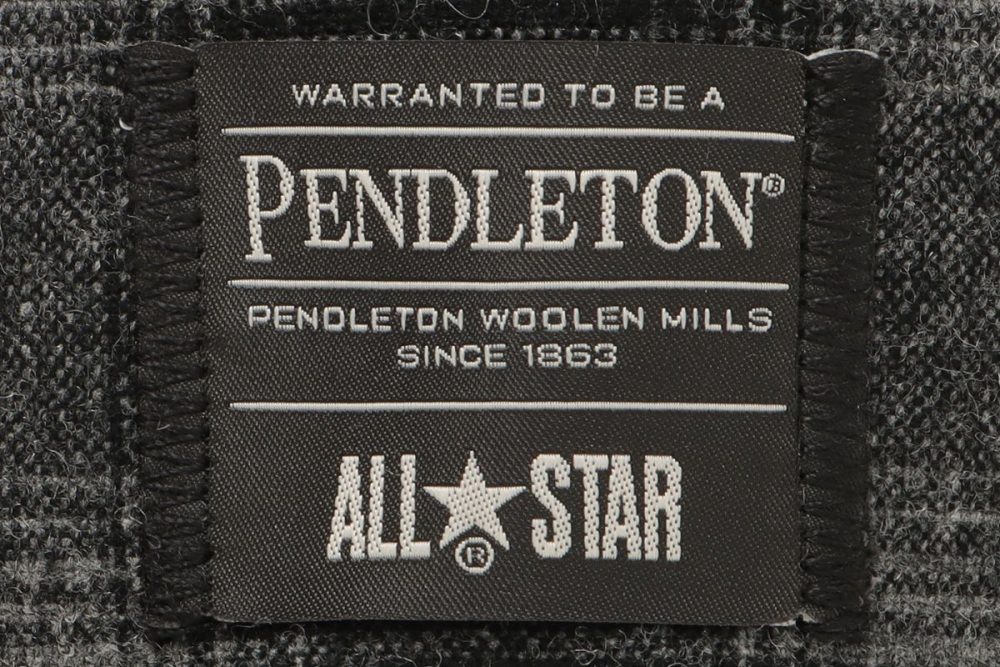 WARRANTED TO BE A
PENDLETON®
PENDLETON WOOLEN MILLS
SINCE 1863
ALL★STAR
®